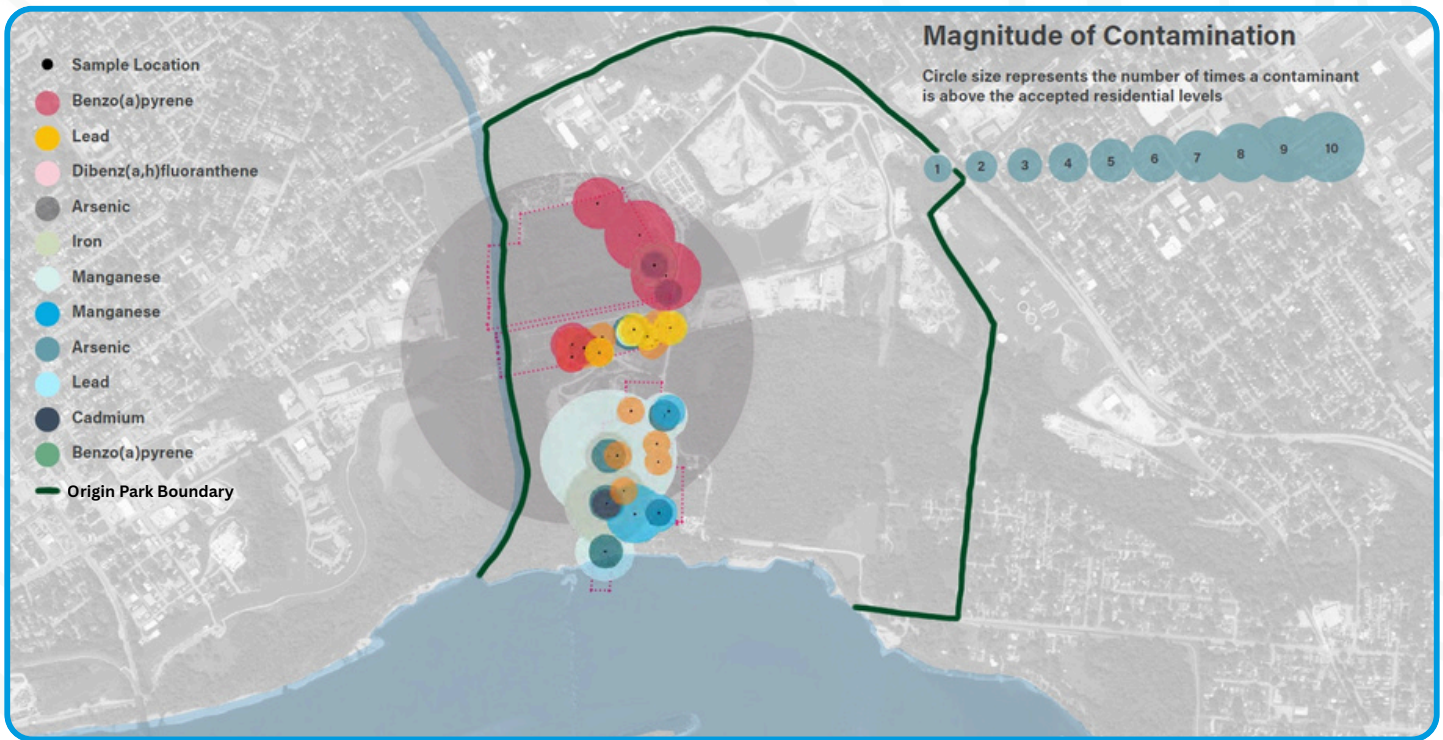 Magnitude of Contamination
Circle size represents the number of times a contaminant
is above the accepted residential levels
1 2 3 4 5 6 7 8 9 10
Sample Location
Benzo(a)pyrene
Lead
Dibenz(a,h)fluoranthene
Arsenic
Iron
Manganese
Manganese
Arsenic
Lead
Cadmium
Benzo(a)pyrene
Origin Park Boundary